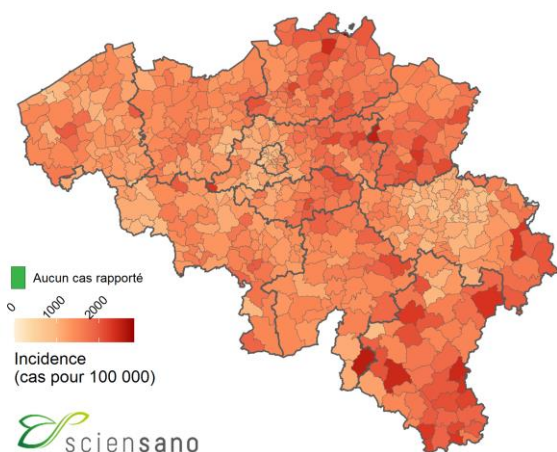 Aucun cas rapporté
0 1000 2000
Incidence
(cas pour 100 000)
sciensano